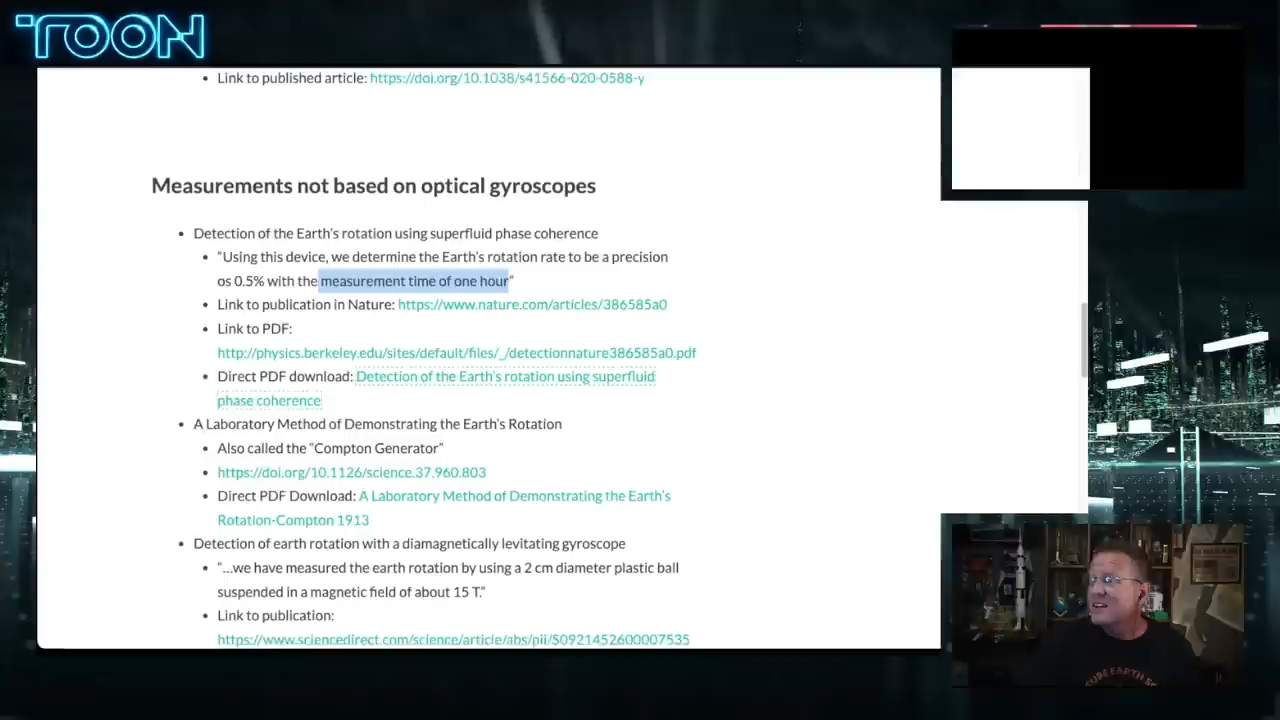 TOON
Link to published article: https://doi.org/10.1038/s41566-020-0588-y
Measurements not based on optical gyroscopes
Detection of the Earth's rotation using superfluid phase coherence
"Using this device, we determine the Earth's rotation rate to be a precision
os 0.5% with the measurement time of one hour"
Link to publication in Nature: https://www.nature.com/articles/386585a0
Link to PDF:
http://physics.berkeley.edu/sites/default/files/_/detectionnature386585a0.pdf
Direct PDF download: Detection of the Earth's rotation using superfluid
phase coherence
A Laboratory Method of Demonstrating the Earth's Rotation
Also called the "Compton Generator"
https://doi.org/10.1126/science.37.960.803
Direct PDF Download: A Laboratory Method of Demonstrating the Earth's
Rotation-Compton 1913
Detection of earth rotation with a diamagnetically levitating gyroscope
"…we have measured the earth rotation by using a 2 cm diameter plastic ball
suspended in a magnetic field of about 15 T."
Link to publication:
https://www.sciencedirect.com/science/article/abs/pii/S0921452600007535
EARTH